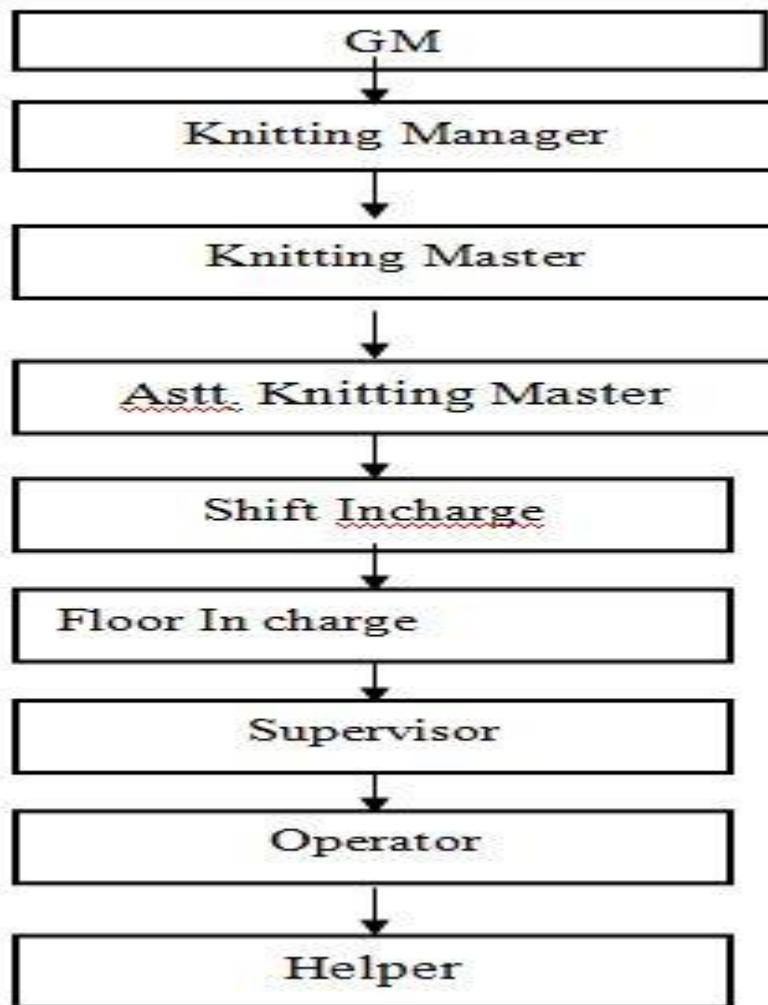 GM
Knitting Manager
Knitting Master
Astt. Knitting Master
Shift Incharge
Floor In charge
Supervisor
Operator
Helper